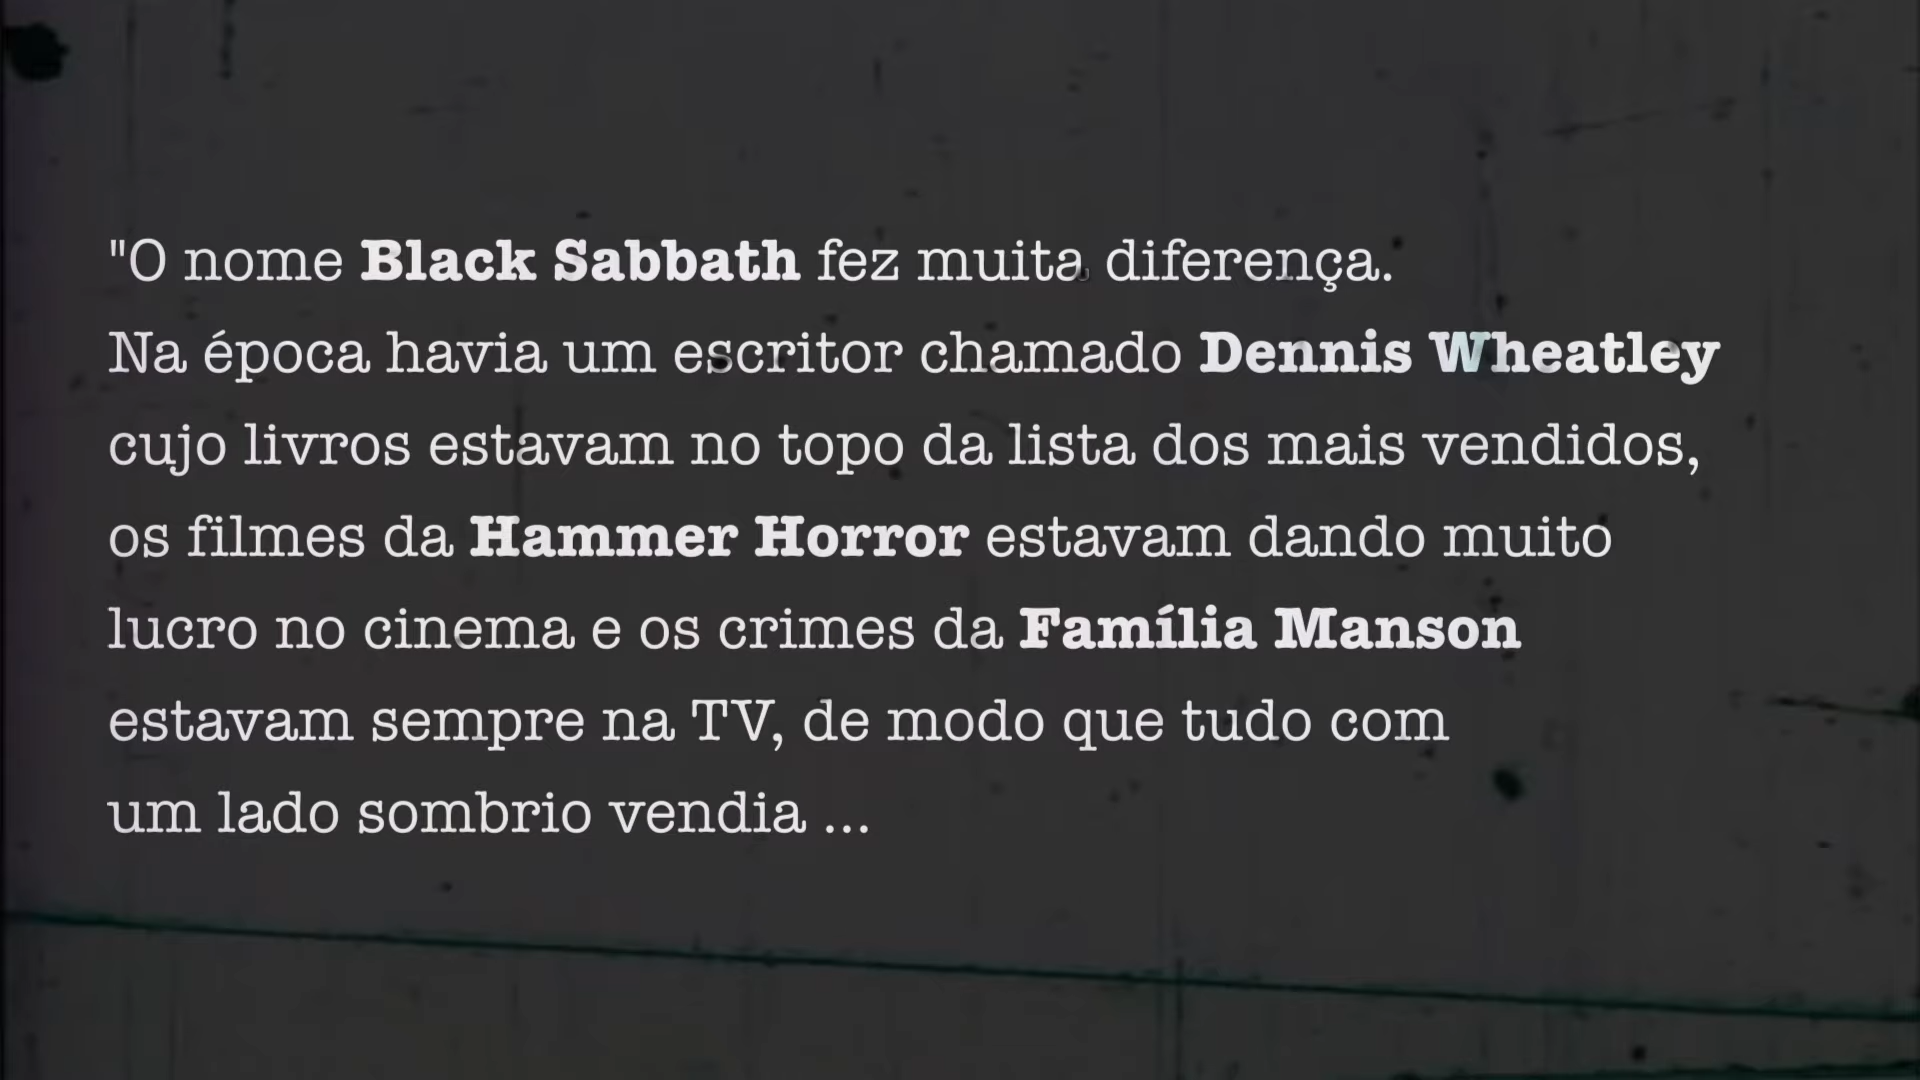 "O nome Black Sabbath fez muita diferença.
Na época havia um escritor chamado Dennis Wheatley
cujo livros estavam no topo da lista dos mais vendidos,
os filmes da Hammer Horror estavam dando muito
lucro no cinema e os crimes da Família Manson
estavam sempre na TV, de modo que tudo com
um lado sombrio vendia ...